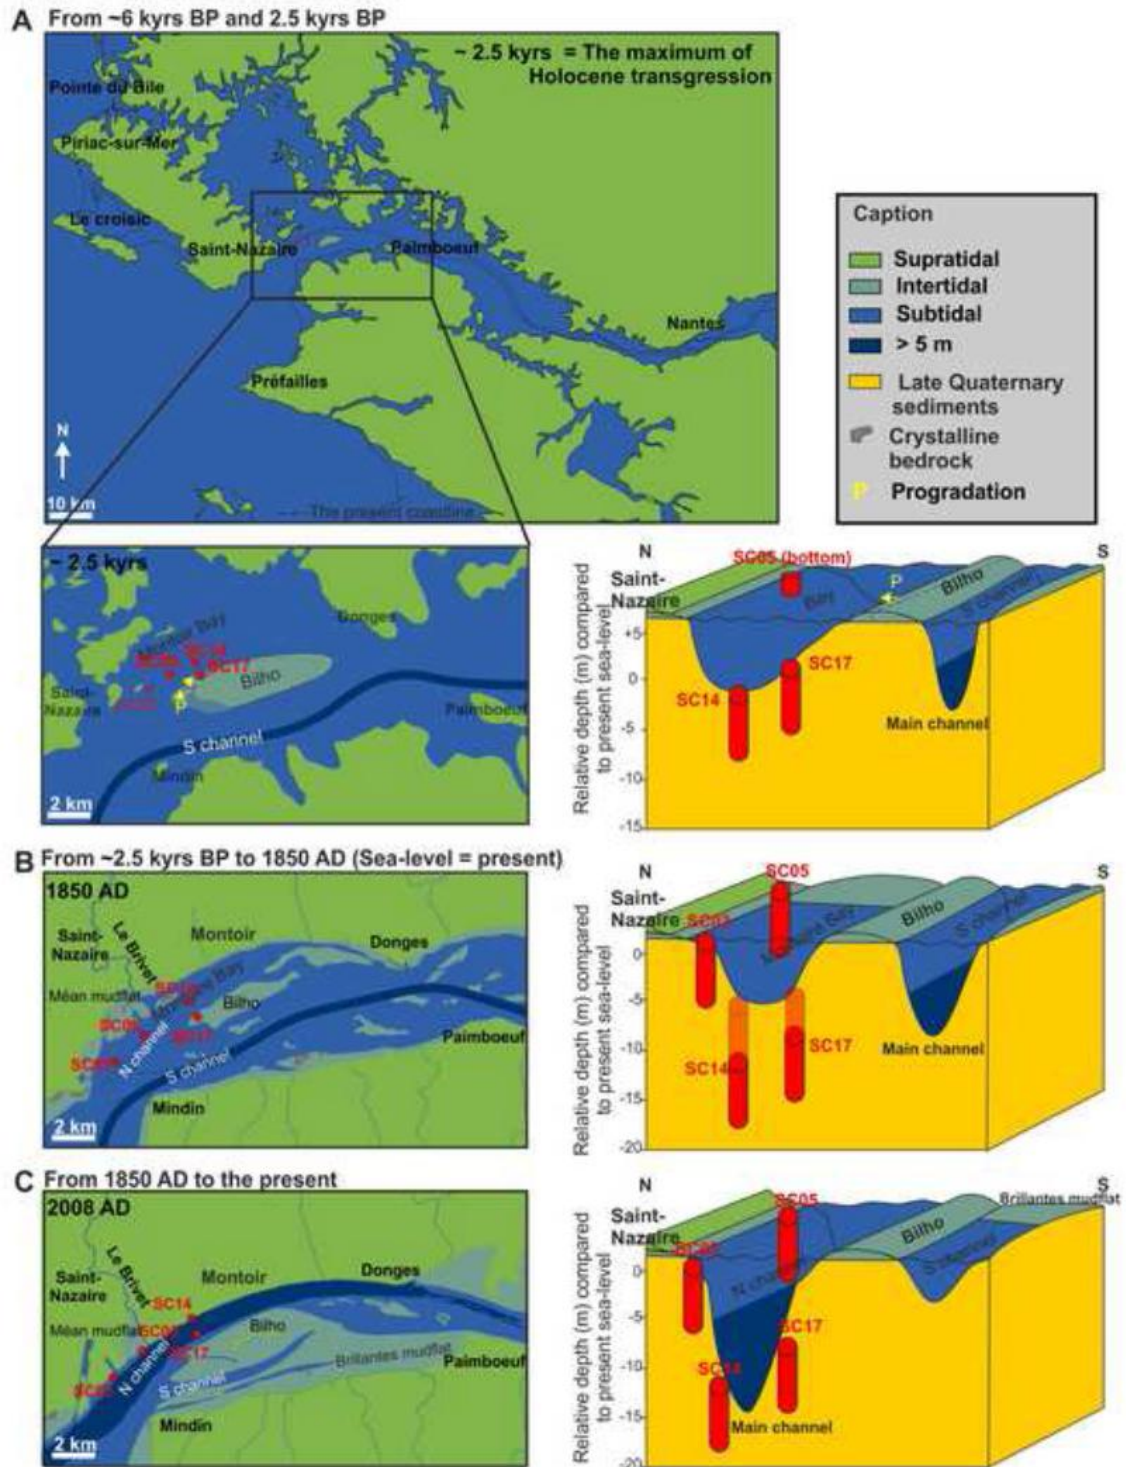 A From ~6 kyrs BP and 2.5 kyrs BP
~ 2.5 kyrs = The maximum of
Holocene transgression
Pointe du Bile
Piriac-sur-Mer
Le croisic
Saint-Nazaire
Paimboeuf
Nantes
Préfailles
N
10 km
The present coastline
Caption
Supratidal
Intertidal
Subtidal
> 5 m
Late Quaternary
sediments
Crystalline
bedrock
P Progradation
~ 2.5 kyrs
Donges
Montoir Bay
SC17
Bilho
Saint-
Nazaire
P
Paimboeuf
S channel
Mindin
2 km
N
S
SC05 (bottom)
Saint-
Nazaire
P
Bay
Bilho
S channel
Relative depth (m) compared
to present sea-level
+5
0
-5
-10
-15
SC17
SC14
Main channel
B From ~2.5 kyrs BP to 1850 AD (Sea-level = present)
1850 AD
Saint-
Nazaire
Le Brivet
Montoir
Donges
Méan mudflat
Bilho
SC17
N channel
S channel
Paimboeuf
Mindin
2 km
N
S
SC05
Saint-
Nazaire
Bay
Bilho
S channel
Relative depth (m) compared
to present sea-level
0
-5
-10
-15
-20
SC14
SC17
Main channel
C From 1850 AD to the present
2008 AD
Saint-
Nazaire
Le Brivet
Montoir
Donges
SC14
Méan mudflat
Bilho
SC17
N channel
S channel
Brillantes mudflat
Paimboeuf
Mindin
2 km
N
S
SC05
Brillantes mudflat
Saint-
Nazaire
N channel
Bilho
S channel
Relative depth (m) compared
to present sea-level
0
-5
-10
-15
-20
SC17
SC14
Main channel